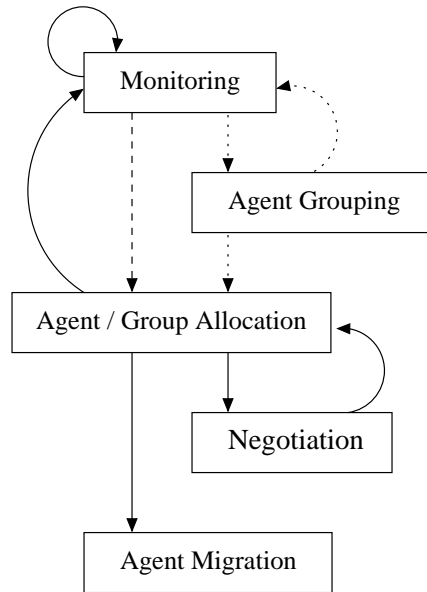 Monitoring
Agent Grouping
Agent / Group Allocation
Negotiation
Agent Migration